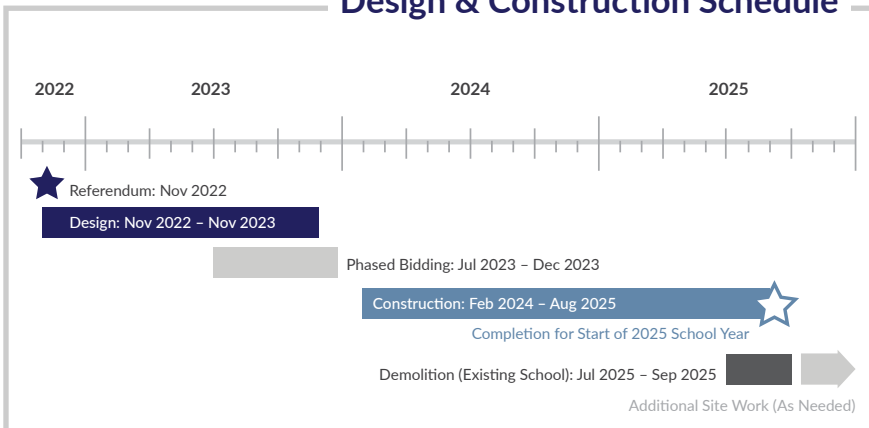 Design & Construction Schedule
2022 2023 2024 2025
Referendum: Nov 2022
Design: Nov 2022 – Nov 2023
Phased Bidding: Jul 2023 – Dec 2023
Construction: Feb 2024 – Aug 2025
Completion for Start of 2025 School Year
Demolition (Existing School): Jul 2025 – Sep 2025
Additional Site Work (As Needed)